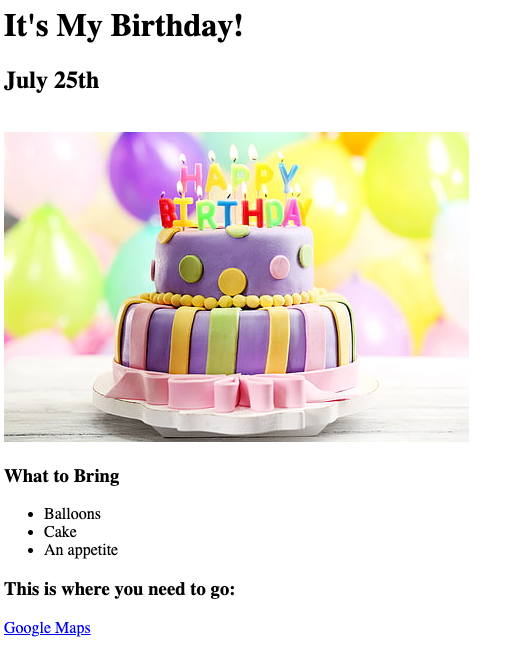 It's My Birthday!
July 25th
HAPPY
BIRTHDAY
What to Bring
Balloons
Cake
An appetite
This is where you need to go:
Google Maps